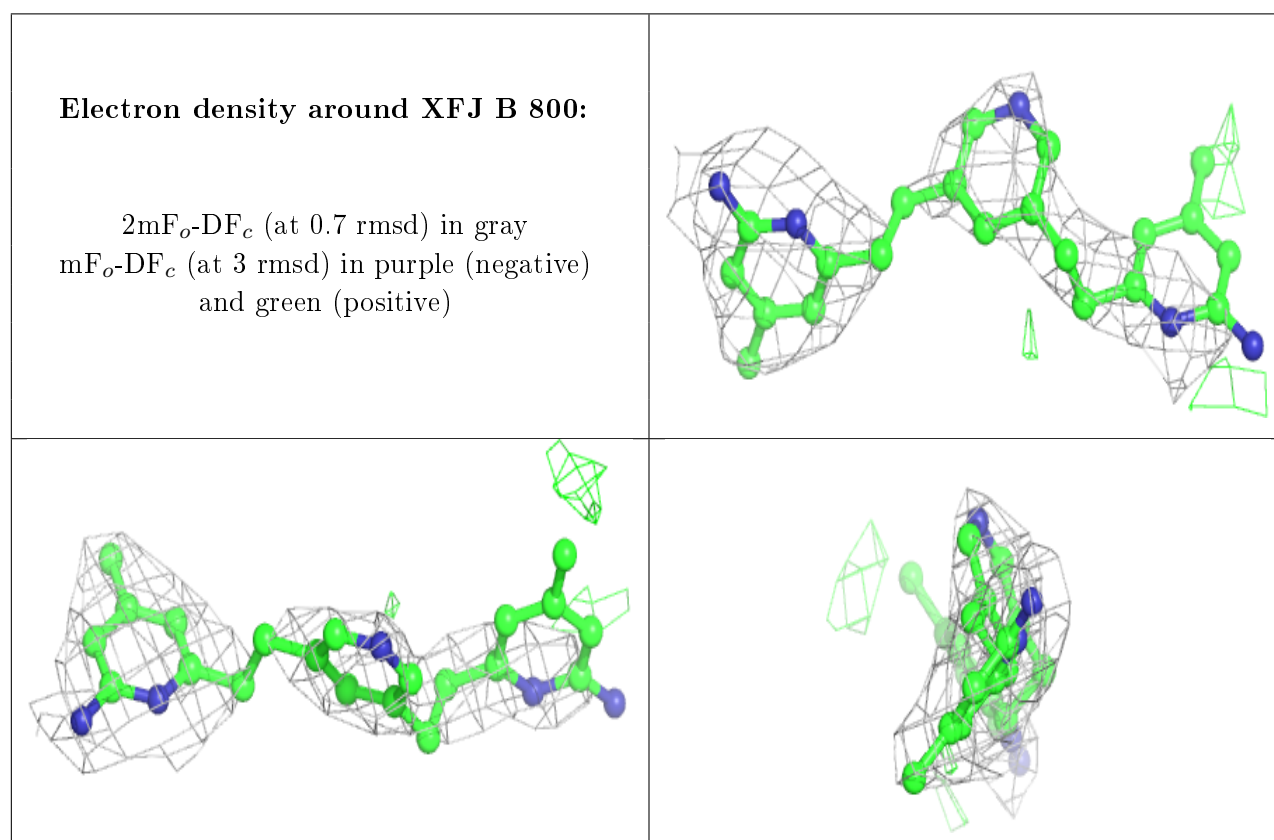 Electron density around XFJ B 800:
2mFo-DFc (at 0.7 rmsd) in gray
mFo-DFc (at 3 rmsd) in purple (negative)
and green (positive)